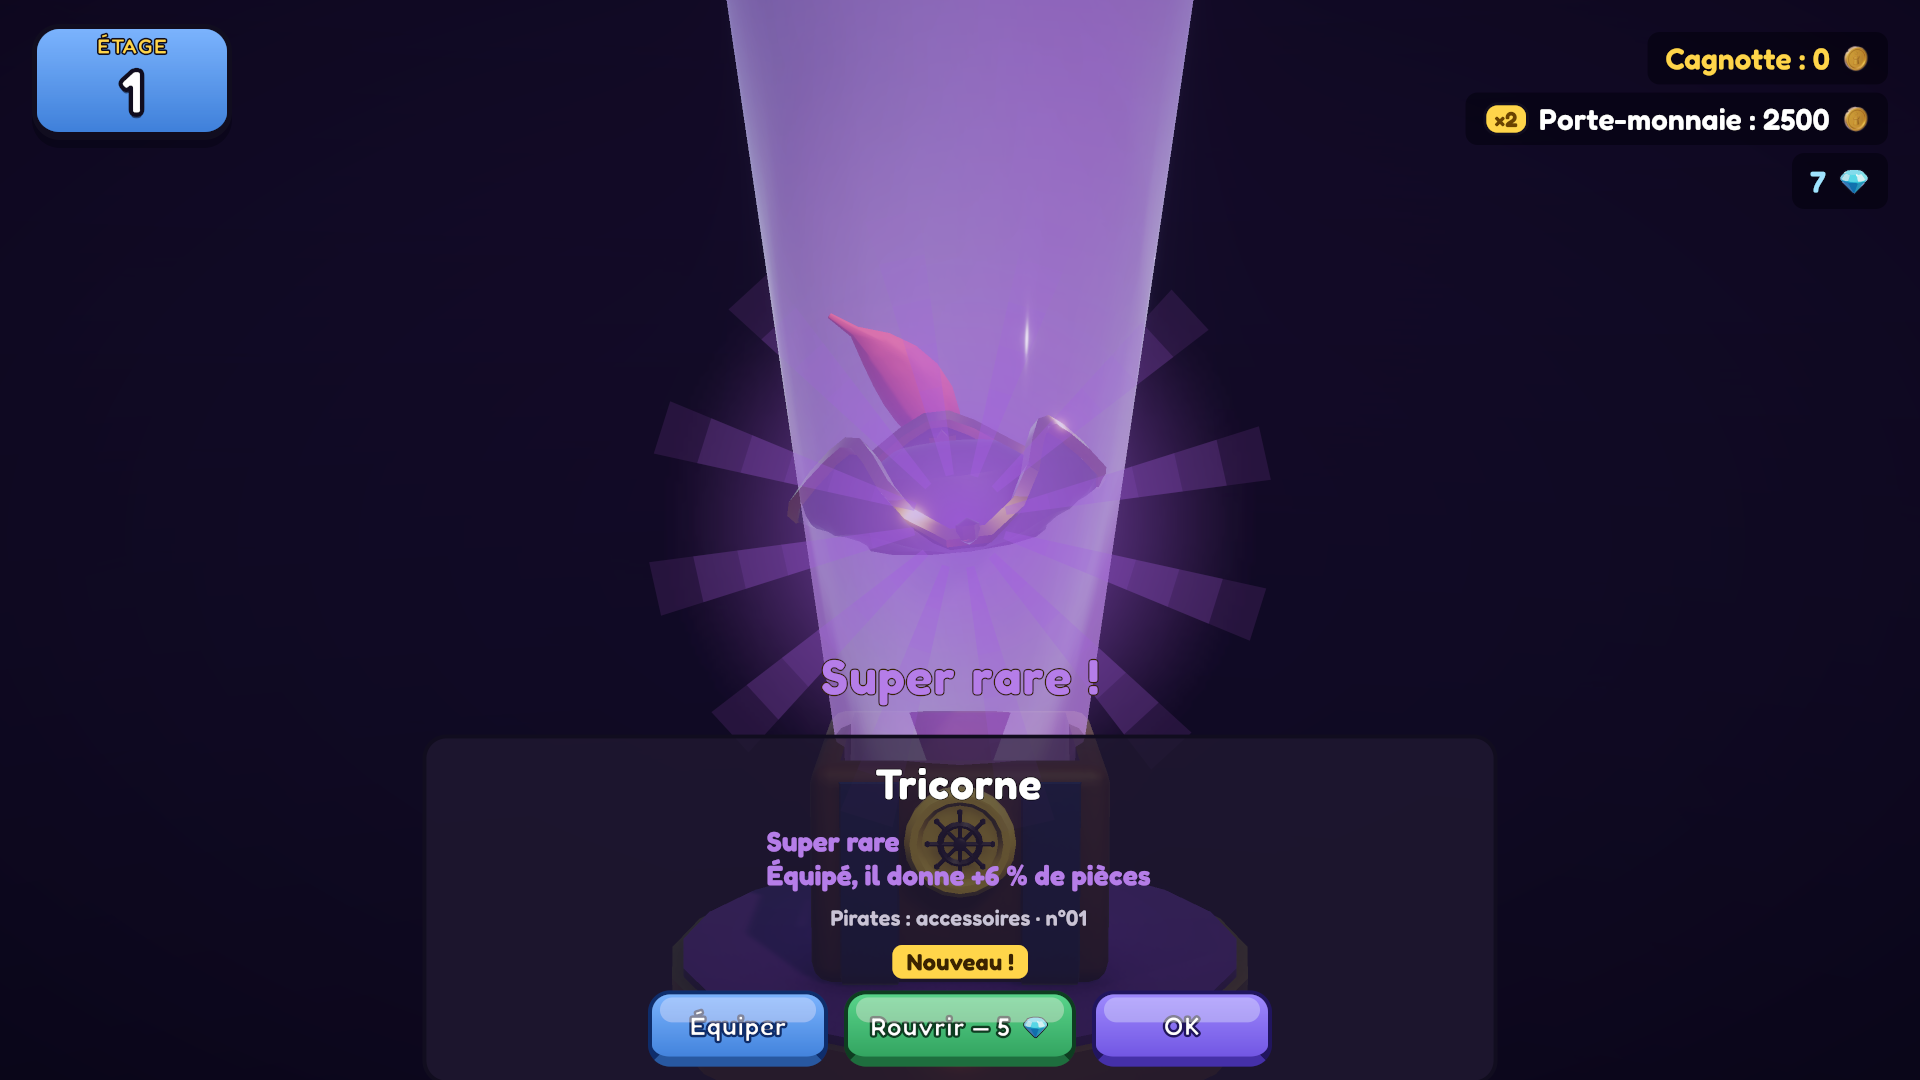 ÉTAGE
1
Cagnotte : 0
x2 Porte-monnaie : 2500
7
Super rare !
Tricorne
Super rare
Équipé, il donne +6 % de pièces
Pirates : accessoires · n°01
Nouveau !
Équiper
Rouvrir – 5
OK